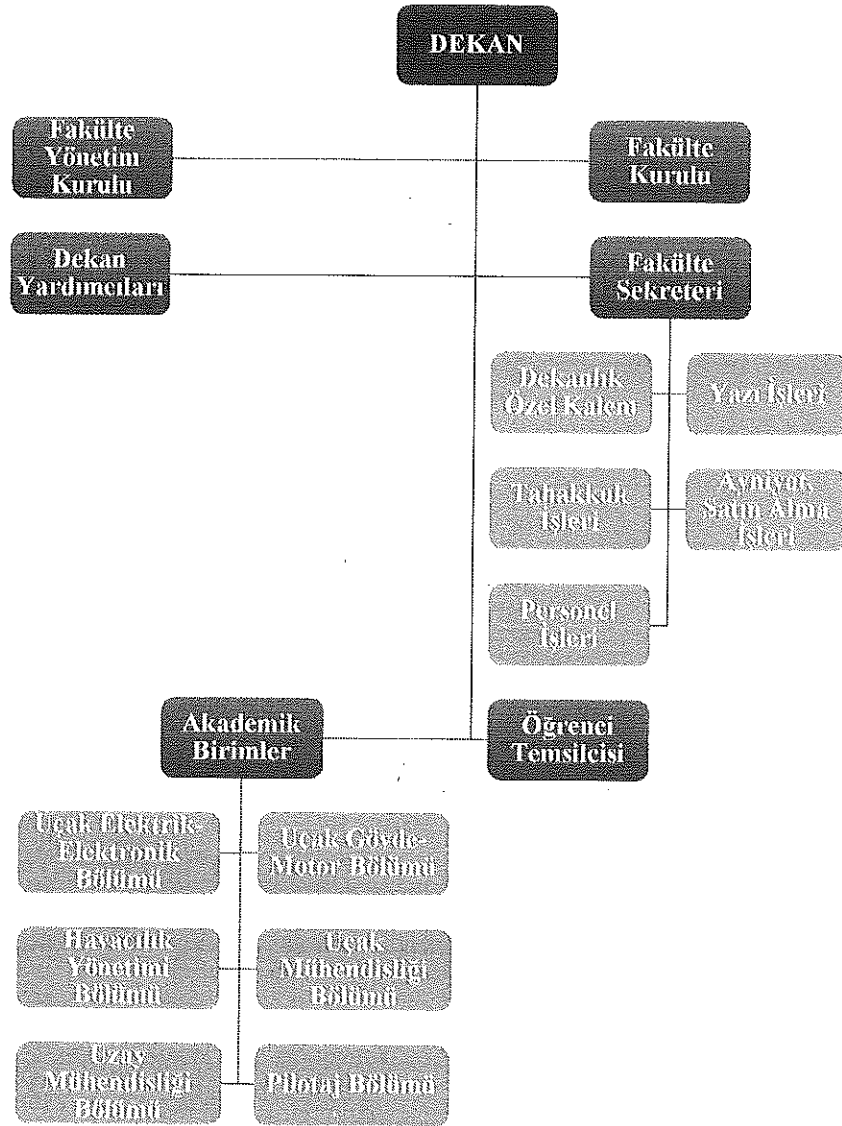 DEKAN
Fakülte
Yönetim
Kurulu
Fakülte
Kurulu
Dekan
Yardımcıları
Fakülte
Sekreteri
Dekanlık
Özel Kalem
Yazı İşleri
Tahakkuk
İşleri
Ayniyat,
Satın Alma
İşleri
Personel
İşleri
Akademik
Birimler
Öğrenci
Temsilcisi
Uçak Elektrik-
Elektronik
Bölümü
Uçak Gövde-
Motor Bölümü
Havacılık
Yönetimi
Bölümü
Uçak
Mühendisliği
Bölümü
Uzay
Mühendisliği
Bölümü
Pilotaj Bölümü